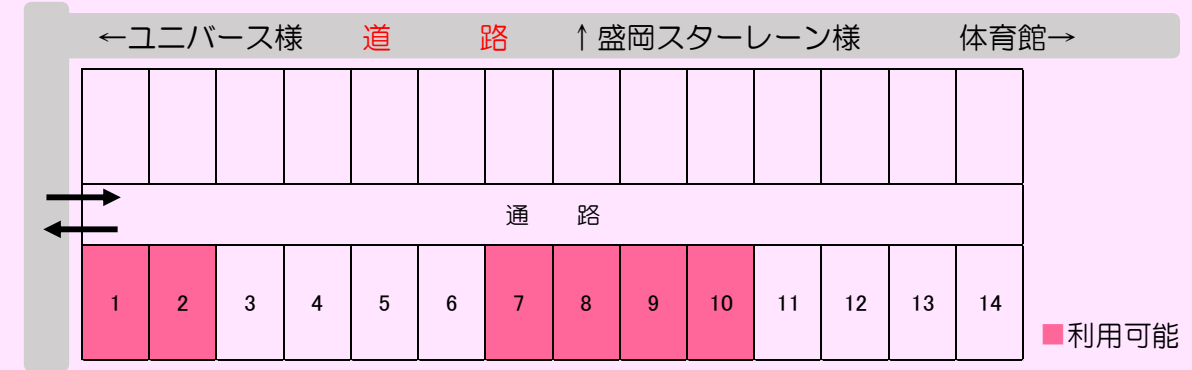 ←ユニバース様　道　路　↑盛岡スターレーン様　体育館→
通　路
1 2 3 4 5 6 7 8 9 10 11 12 13 14
■利用可能